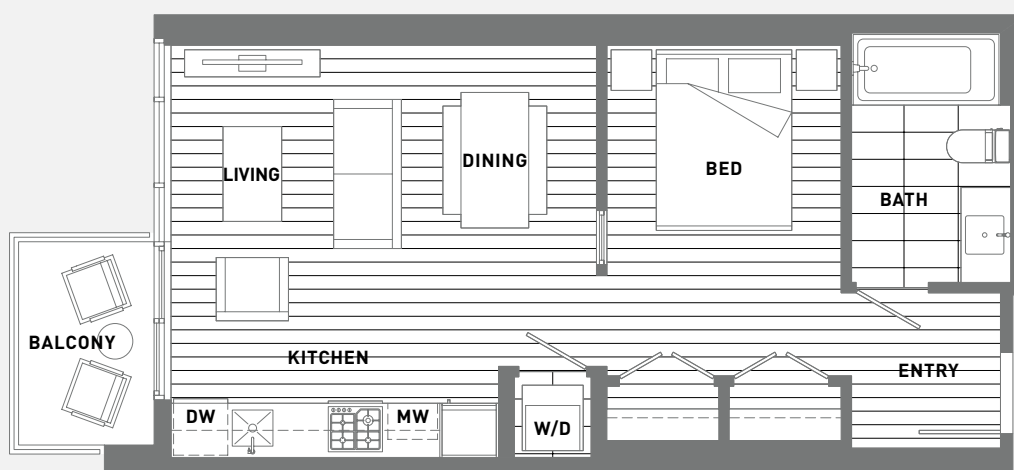 LIVING
DINING
BED
BATH
BALCONY
KITCHEN
ENTRY
DW
MW
W/D